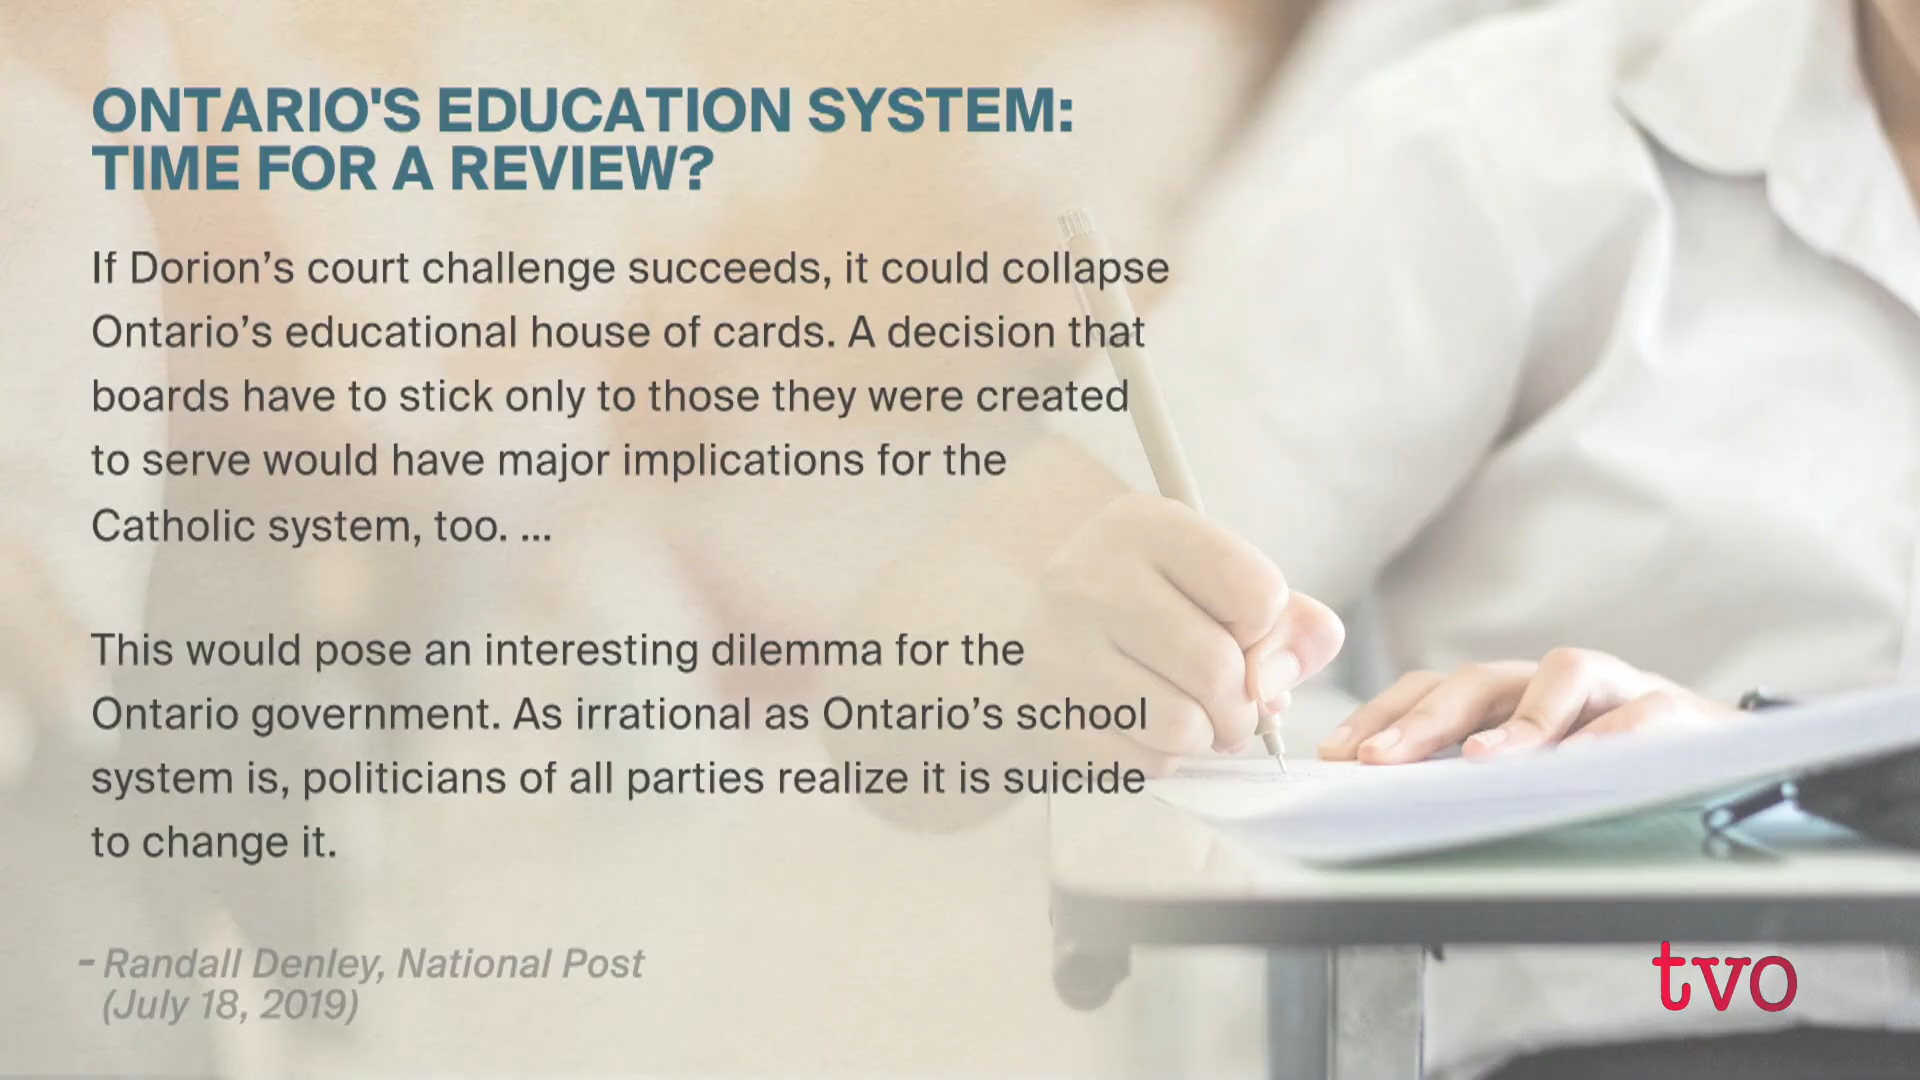 ONTARIO'S EDUCATION SYSTEM:
TIME FOR A REVIEW?
If Dorion’s court challenge succeeds, it could collapse
Ontario’s educational house of cards. A decision that
boards have to stick only to those they were created
to serve would have major implications for the
Catholic system, too. ...
This would pose an interesting dilemma for the
Ontario government. As irrational as Ontario’s school
system is, politicians of all parties realize it is suicide
to change it.
- Randall Denley, National Post
(July 18, 2019)
tvo